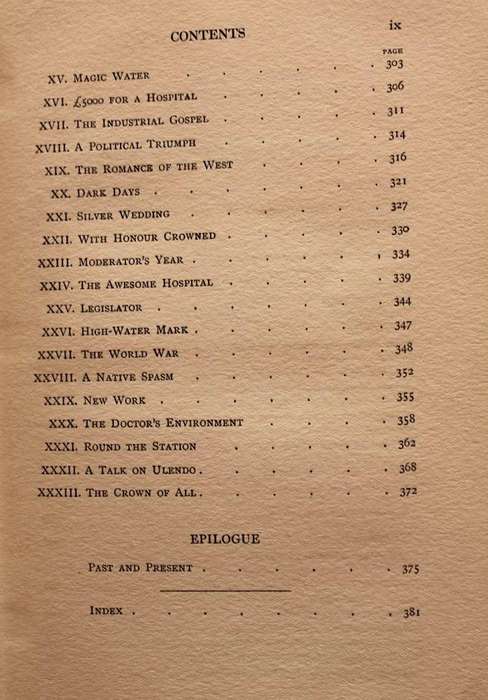 CONTENTS ix
PAGE
XV. MAGIC WATER . . . . . 303
XVI. £5000 FOR A HOSPITAL . . . . . 306
XVII. THE INDUSTRIAL GOSPEL . . . . . 311
XVIII. A POLITICAL TRIUMPH . . . . . 314
XIX. THE ROMANCE OF THE WEST . . . . 316
XX. DARK DAYS . . . . . . 321
XXI. SILVER WEDDING . . . . . . 327
XXII. WITH HONOUR CROWNED . . . . . 330
XXIII. MODERATOR'S YEAR . . . . . . 334
XXIV. THE AWESOME HOSPITAL . . . . . 339
XXV. LEGISLATOR . . . . . . 344
XXVI. HIGH-WATER MARK . . . . . . 347
XXVII. THE WORLD WAR . . . . . . 348
XXVIII. A NATIVE SPASM . . . . . . 352
XXIX. NEW WORK . . . . . . . 355
XXX. THE DOCTOR'S ENVIRONMENT . . . . 358
XXXI. ROUND THE STATION . . . . . 362
XXXII. A TALK ON ULENDO . . . . . . 368
XXXIII. THE CROWN OF ALL . . . . . . 372
EPILOGUE
PAST AND PRESENT . . . . . . 375
INDEX . . . . . . . . 381